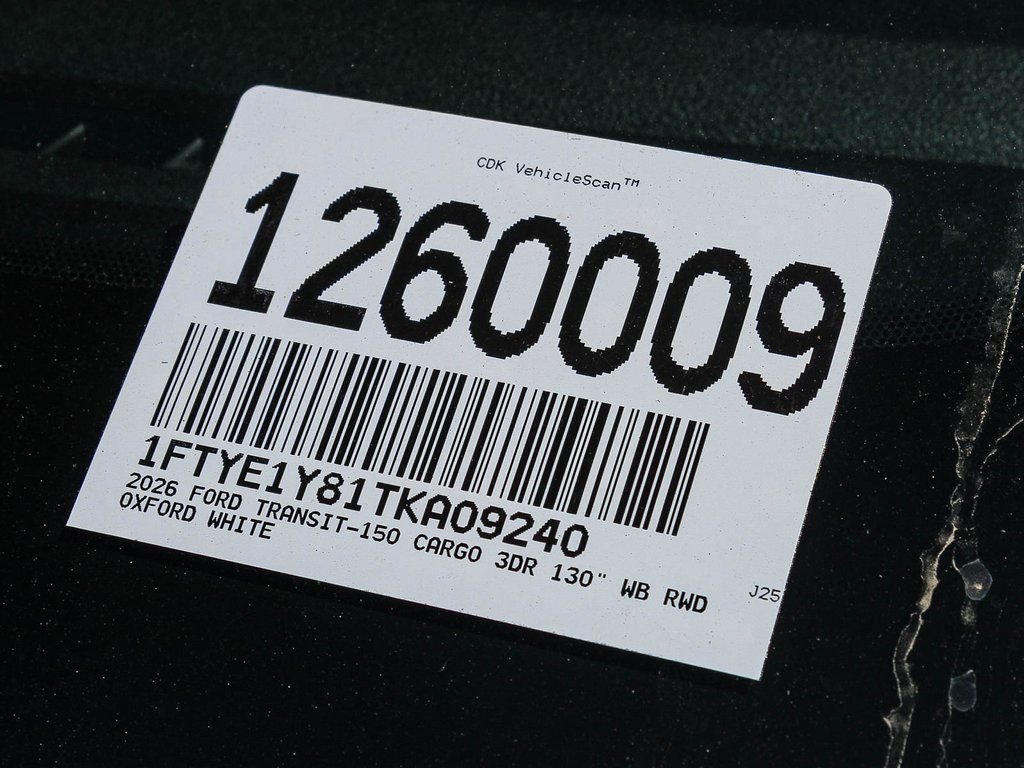 CDK VehicleScan™
1260009
1FTYE1Y81TKA09240
2026 FORD TRANSIT-150 CARGO 3DR 130" WB RWD
OXFORD WHITE
J25